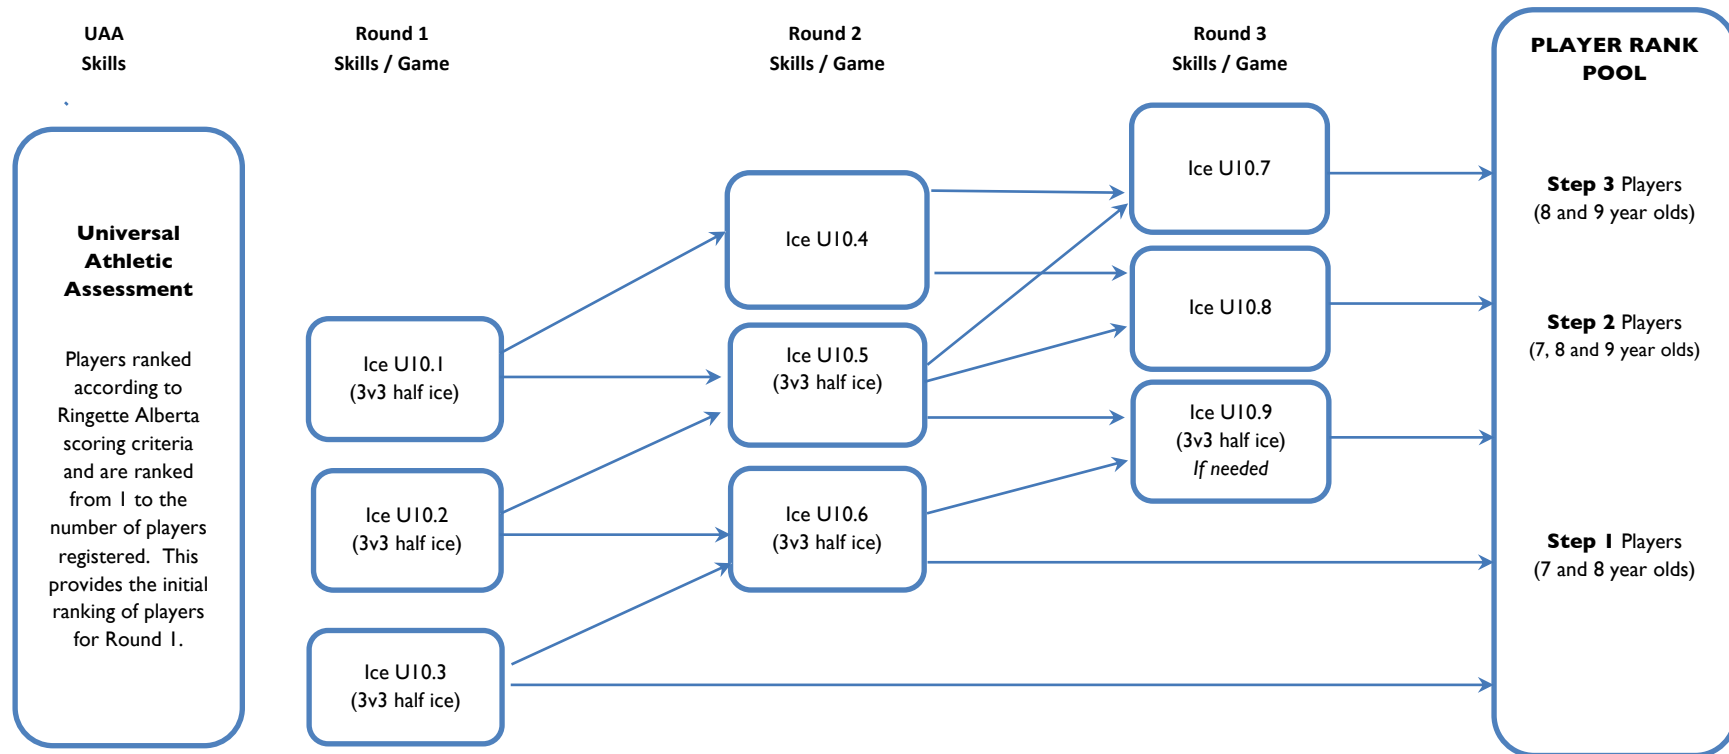 UAA
Skills
Round 1
Skills / Game
Round 2
Skills / Game
Round 3
Skills / Game
PLAYER RANK
POOL
Universal
Athletic
Assessment
Players ranked
according to
Ringette Alberta
scoring criteria
and are ranked
from 1 to the
number of players
registered. This
provides the initial
ranking of players
for Round 1.
Ice U10.1
(3v3 half ice)
Ice U10.2
(3v3 half ice)
Ice U10.3
(3v3 half ice)
Ice U10.4
Ice U10.5
(3v3 half ice)
Ice U10.6
(3v3 half ice)
Ice U10.7
Ice U10.8
Ice U10.9
(3v3 half ice)
If needed
Step 3 Players
(8 and 9 year olds)
Step 2 Players
(7, 8 and 9 year olds)
Step 1 Players
(7 and 8 year olds)